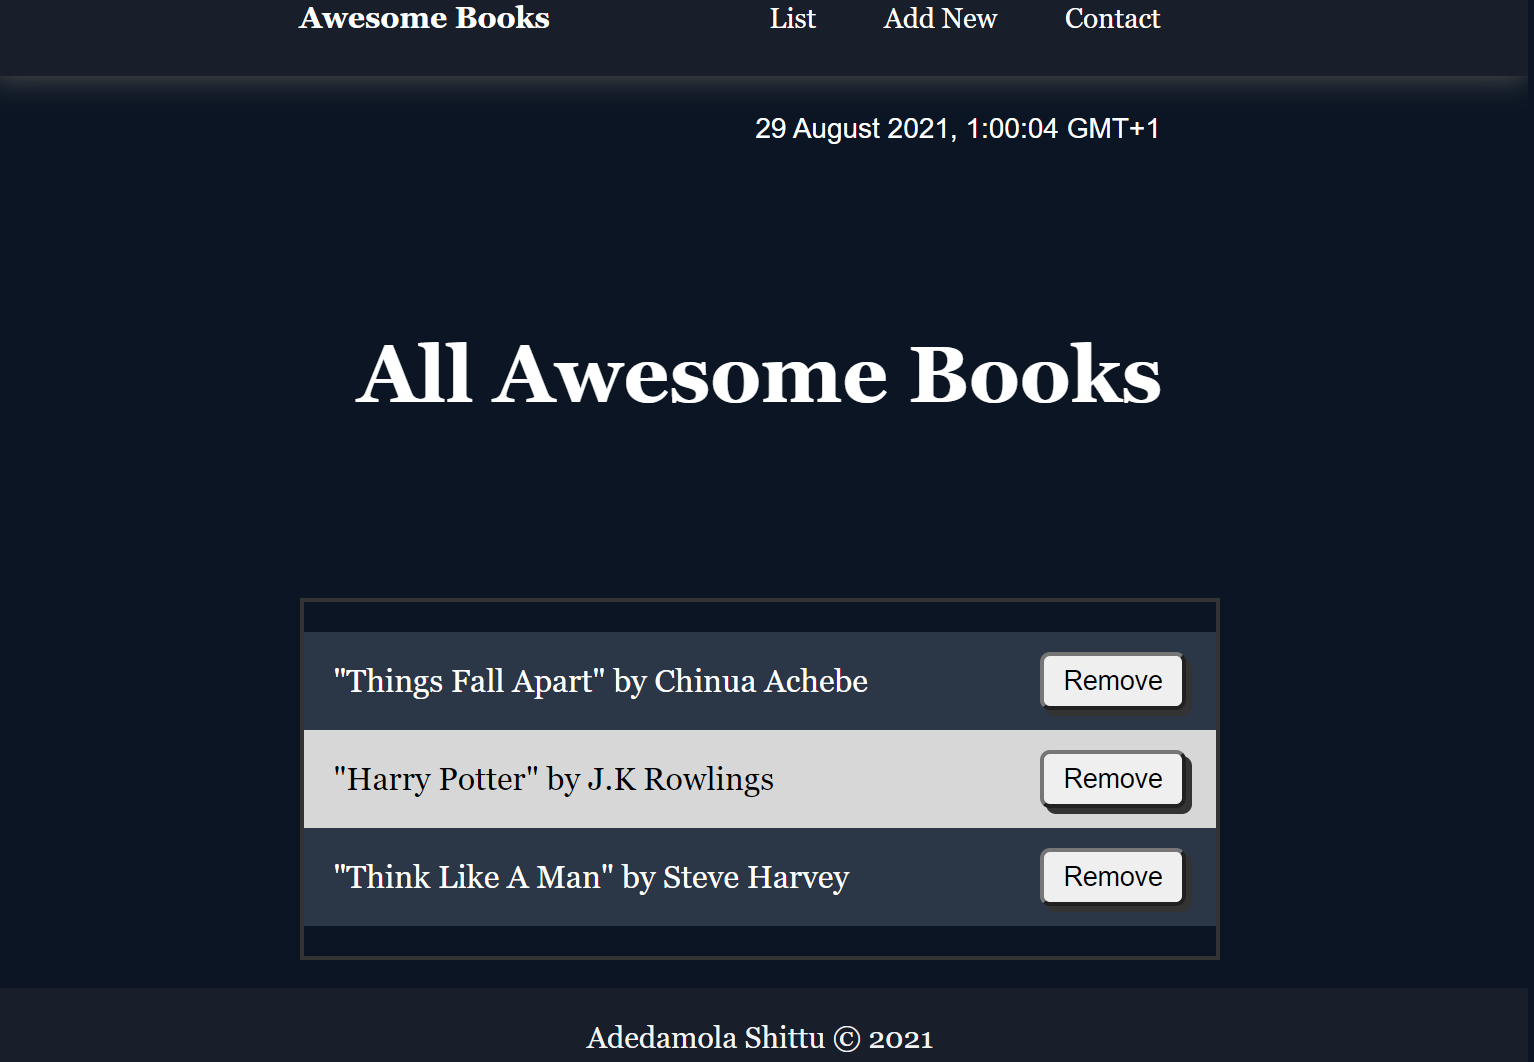 Awesome Books List Add New Contact
29 August 2021, 1:00:04 GMT+1
All Awesome Books
"Things Fall Apart" by Chinua Achebe Remove
"Harry Potter" by J.K Rowlings Remove
"Think Like A Man" by Steve Harvey Remove
Adedamola Shittu © 2021